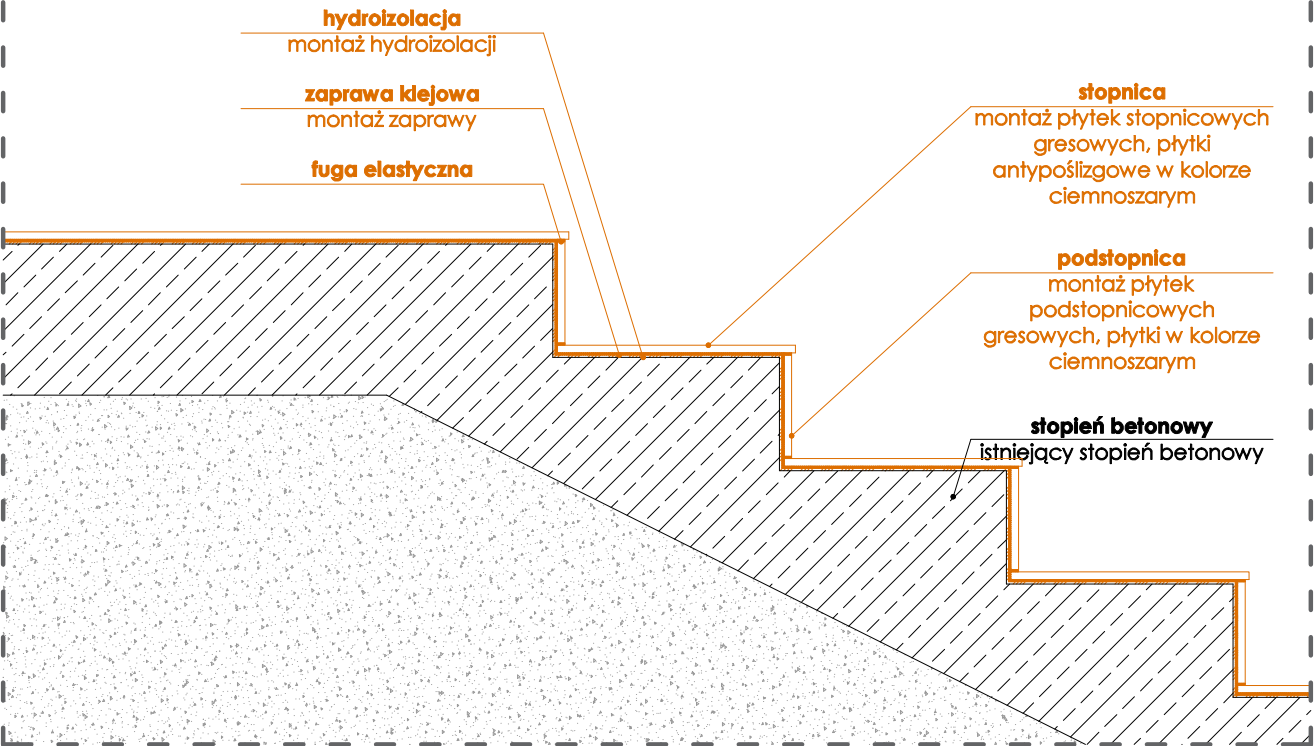 hydroizolacja
montaż hydroizolacji
zaprawa klejowa
montaż zaprawy
fuga elastyczna
stopnica
montaż płytek stopnicowych
gresowych, płytki
antypoślizgowe w kolorze
ciemnoszarym
podstopnica
montaż płytek
podstopnicowych
gresowych, płytki w kolorze
ciemnoszarym
stopień betonowy
istniejący stopień betonowy